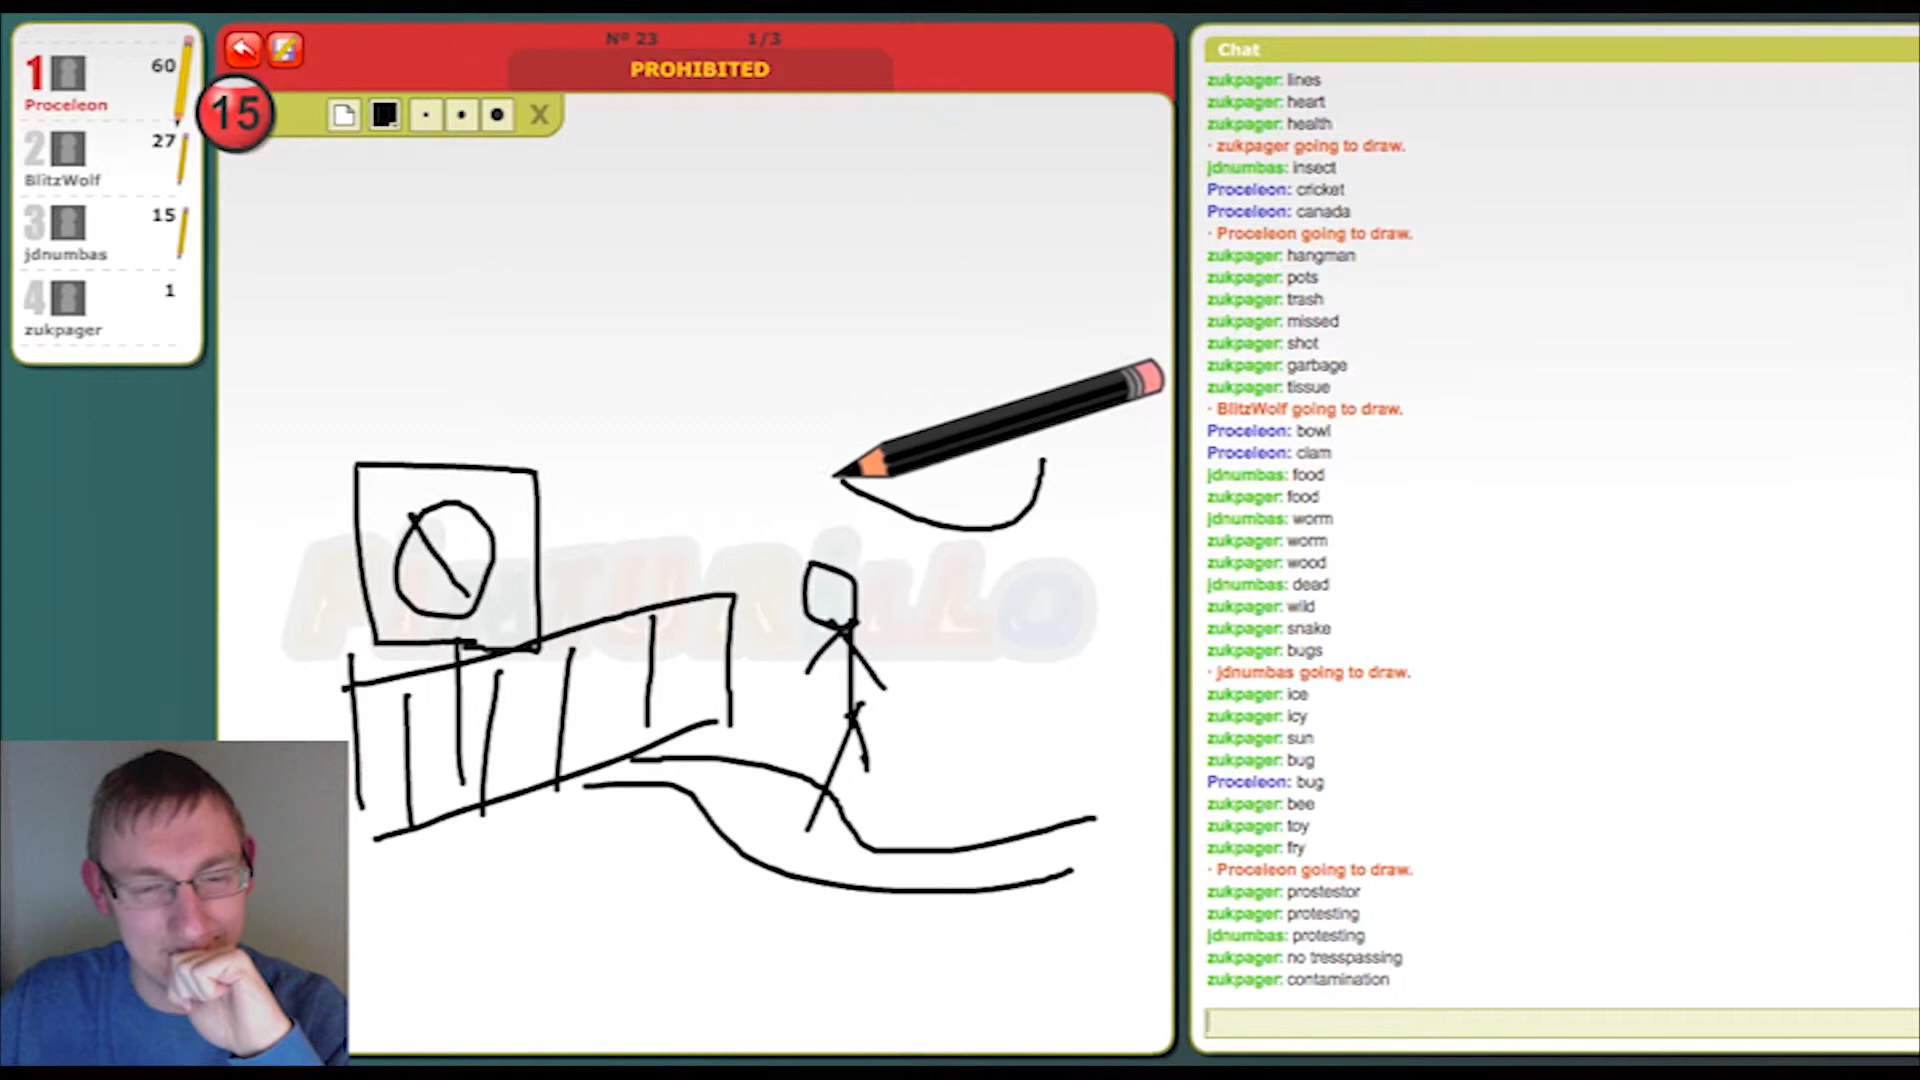 1
60
Proceleon
2
27
BlitzWolf
3
15
jdnumbas
4
1
zukpager
15
Nº 23
1/3
PROHIBITED
X
PINTURILLO
Chat
zukpager: lines
zukpager: heart
zukpager: health
· zukpager going to draw.
jdnumbas: insect
Proceleon: cricket
Proceleon: canada
· Proceleon going to draw.
zukpager: hangman
zukpager: pots
zukpager: trash
zukpager: missed
zukpager: shot
zukpager: garbage
zukpager: tissue
· BlitzWolf going to draw.
Proceleon: bowl
Proceleon: clam
jdnumbas: food
zukpager: food
jdnumbas: worm
zukpager: worm
zukpager: wood
jdnumbas: dead
zukpager: wild
zukpager: snake
zukpager: bugs
· jdnumbas going to draw.
zukpager: ice
zukpager: icy
zukpager: sun
zukpager: bug
Proceleon: bug
zukpager: bee
zukpager: toy
zukpager: fry
· Proceleon going to draw.
zukpager: prostestor
zukpager: protesting
jdnumbas: protesting
zukpager: no tresspassing
zukpager: contamination